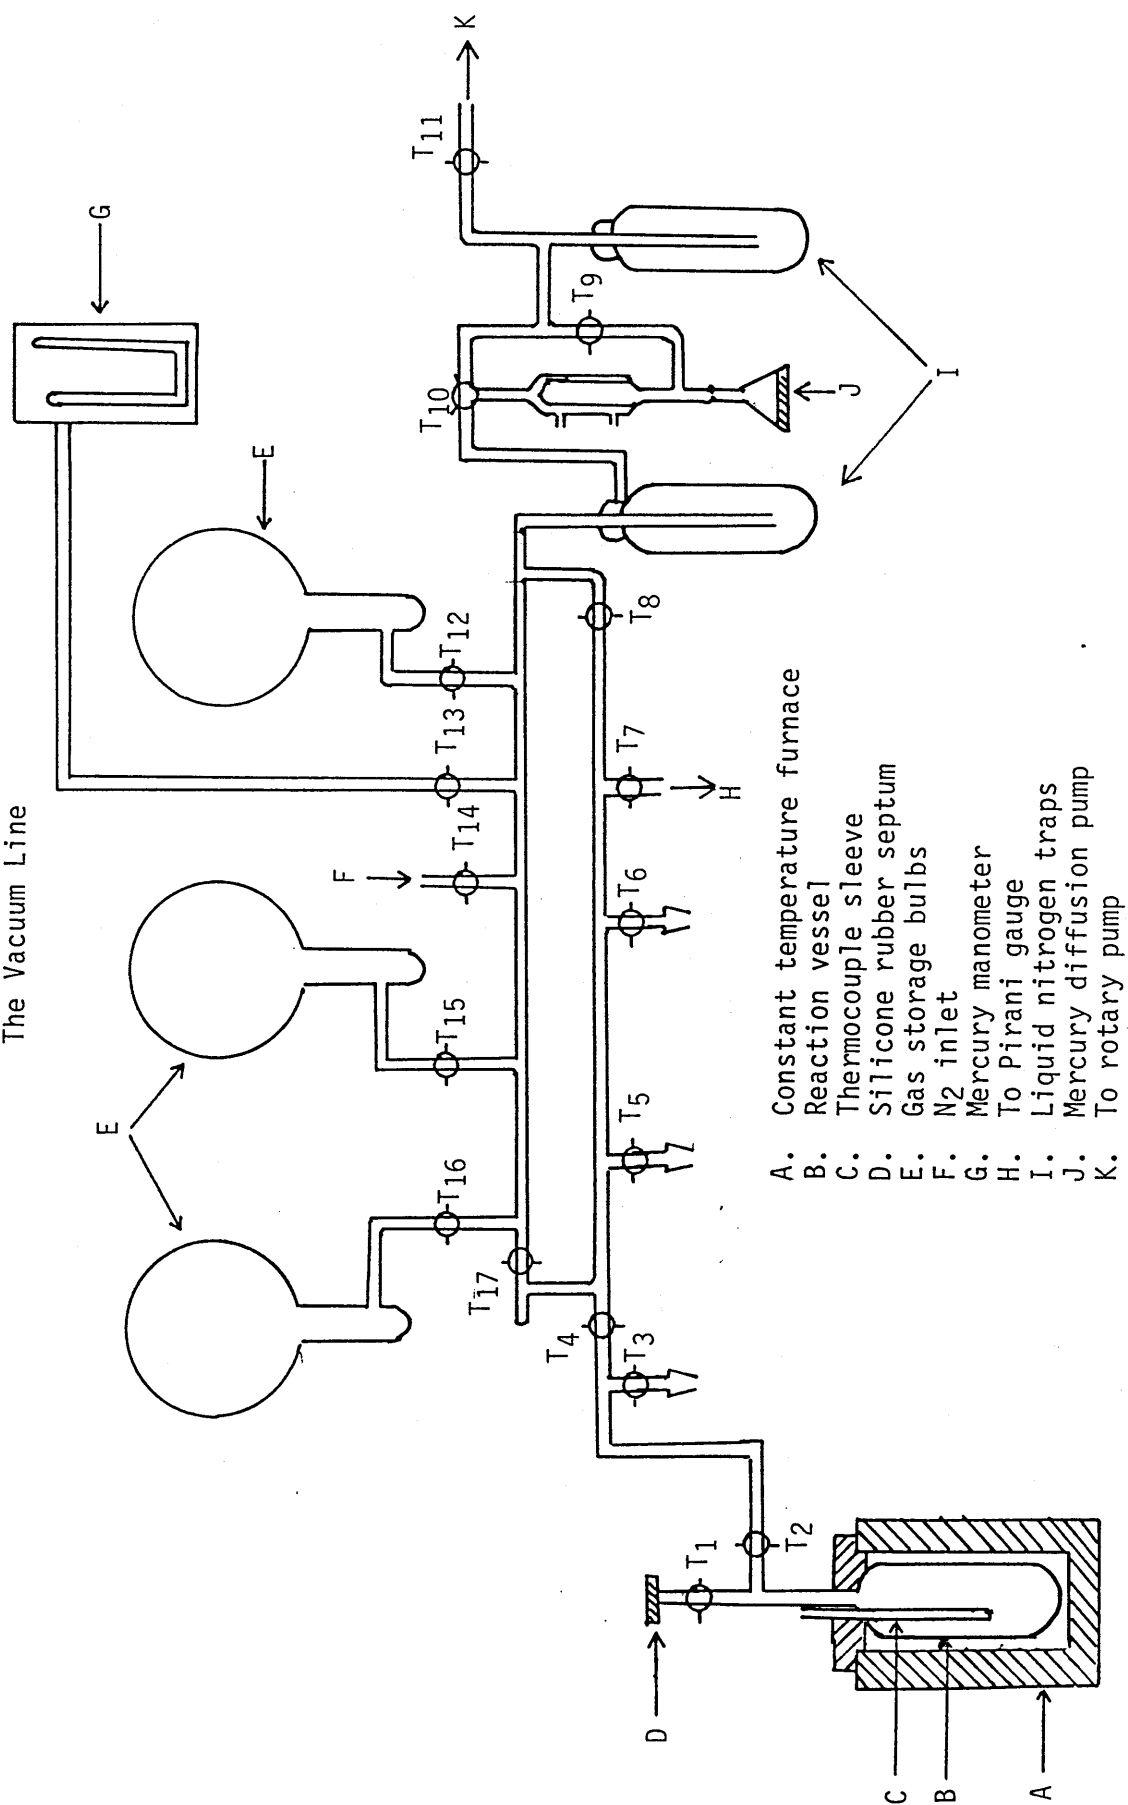 The Vacuum Line
K
T11
G
T9
T10
J
I
E
T12
T8
T13
T7
H
T14
F
T6
T15
T5
E
T16
T17
T4
T3
T1
T2
D
C
B
A
A. Constant temperature furnace
B. Reaction vessel
C. Thermocouple sleeve
D. Silicone rubber septum
E. Gas storage bulbs
F. N2 inlet
G. Mercury manometer
H. To Pirani gauge
I. Liquid nitrogen traps
J. Mercury diffusion pump
K. To rotary pump